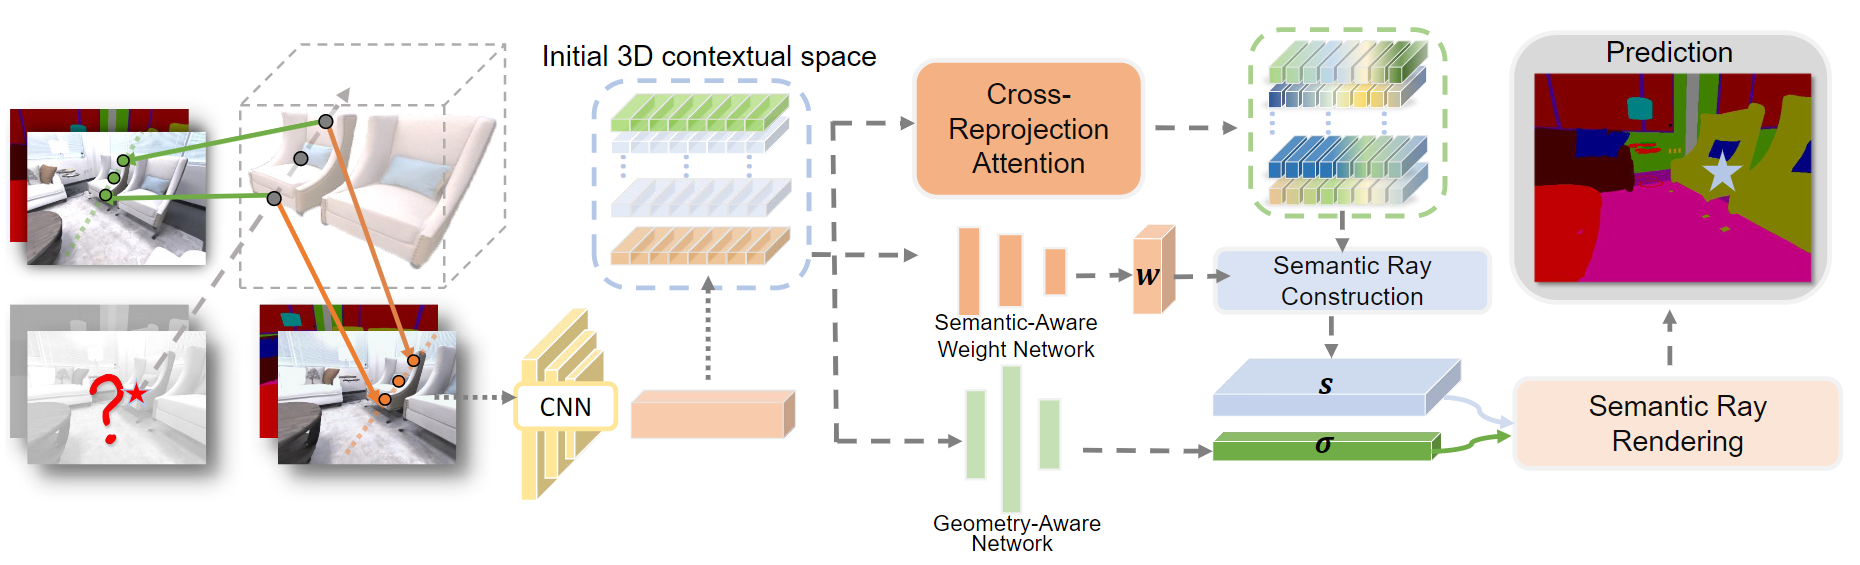 Initial 3D contextual space
Cross-
Reprojection
Attention
Prediction
?
CNN
Semantic-Aware
Weight Network
w
Semantic Ray
Construction
s
σ
Geometry-Aware
Network
Semantic Ray
Rendering